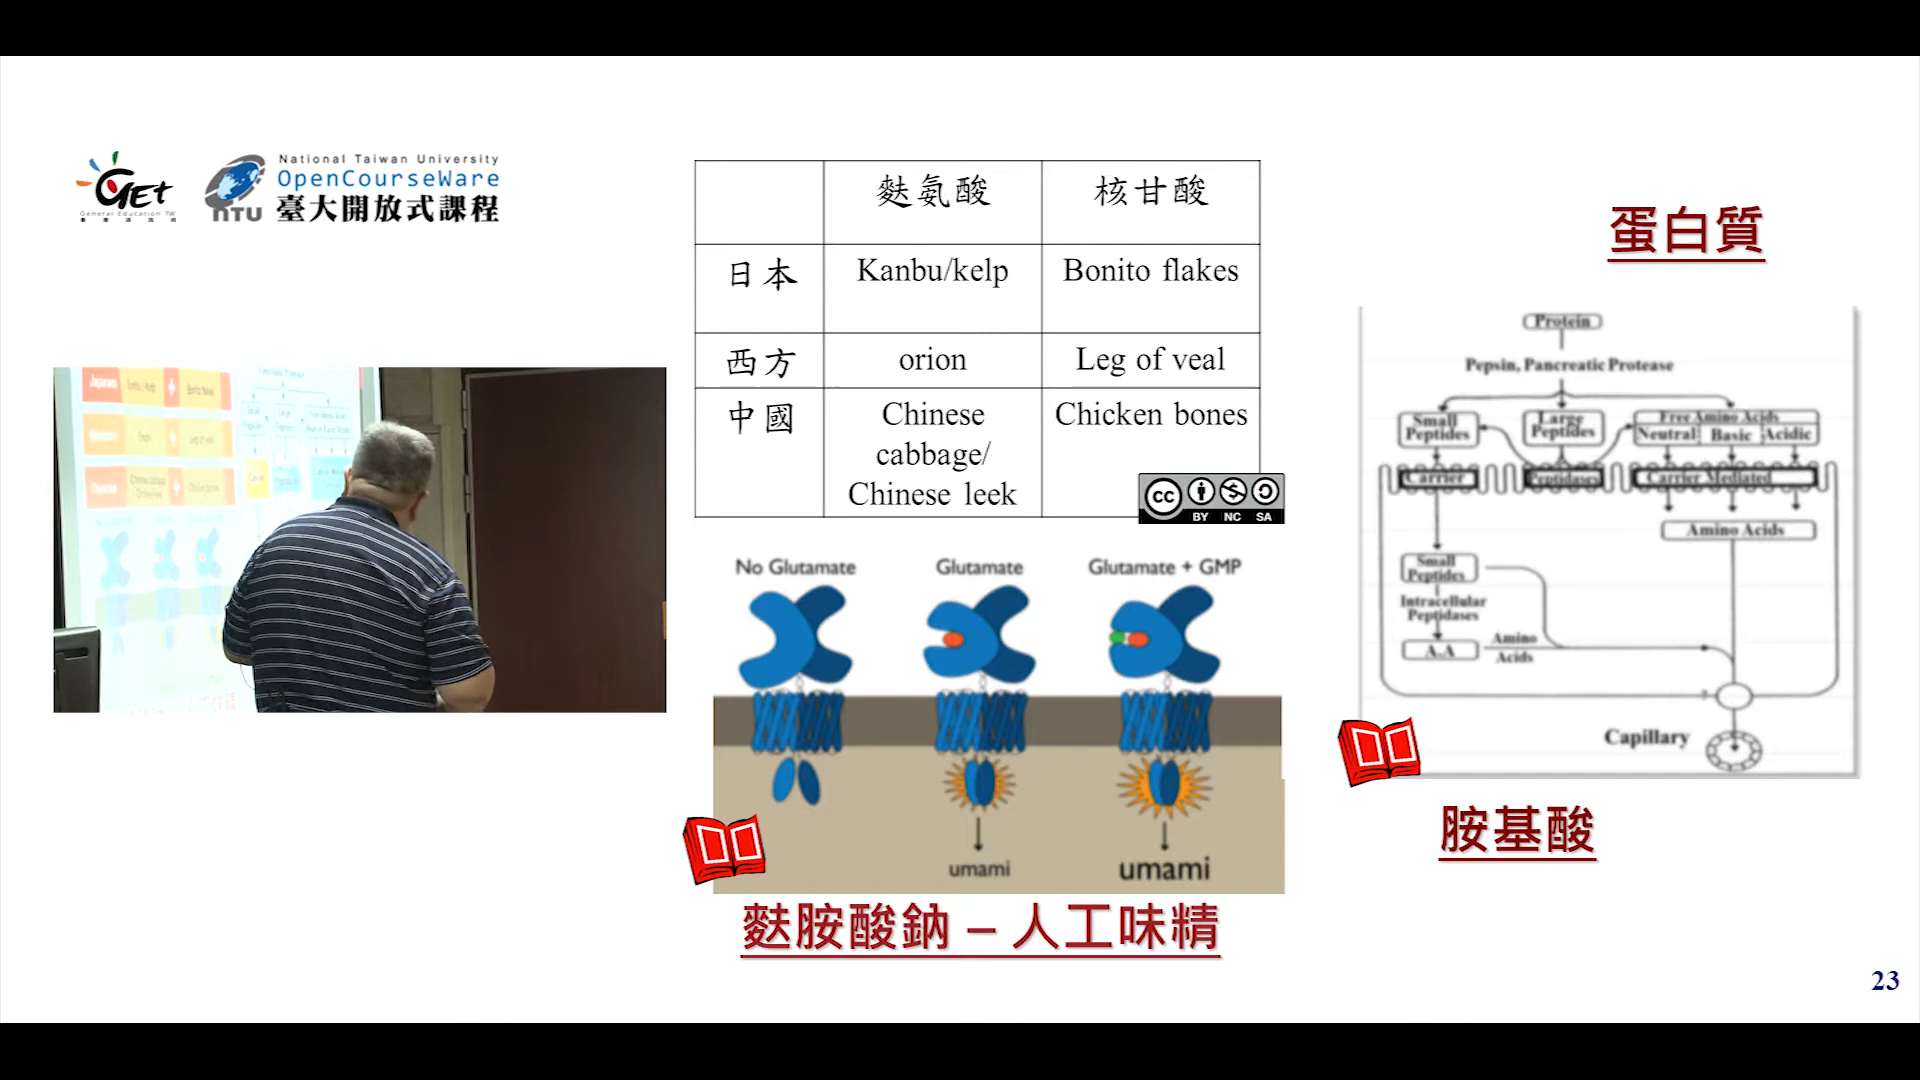 GEt
General Education TW
National Taiwan University
OpenCourseWare
臺大開放式課程
NTU
麩氨酸 核甘酸
日本 Kanbu/kelp Bonito flakes
西方 orion Leg of veal
中國 Chinese cabbage/ Chinese leek Chicken bones
cc BY NC SA
No Glutamate Glutamate Glutamate + GMP
umami umami
麩胺酸鈉 – 人工味精
蛋白質
Protein
Pepsin, Pancreatic Protease
Small Peptides
Large Peptides
Free Amino Acids
Neutral Basic Acidic
Carrier Peptidases Carrier Mediated
Amino Acids
Small Peptides
Intracellular Peptidases
A.A Amino Acids
Capillary
胺基酸
23